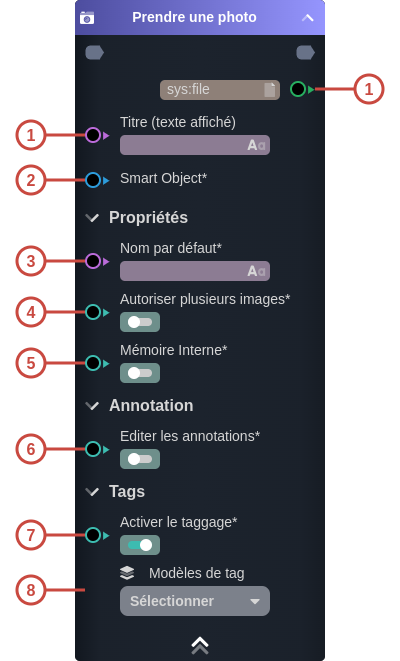 Prendre une photo
sys:file
1
1
Titre (texte affiché)
Aα
2
Smart Object*
Propriétés
Nom par défaut*
3
Aα
Autoriser plusieurs images*
4
Mémoire Interne*
5
Annotation
Editer les annotations*
6
Tags
Activer le taggage*
7
Modèles de tag
8
Sélectionner